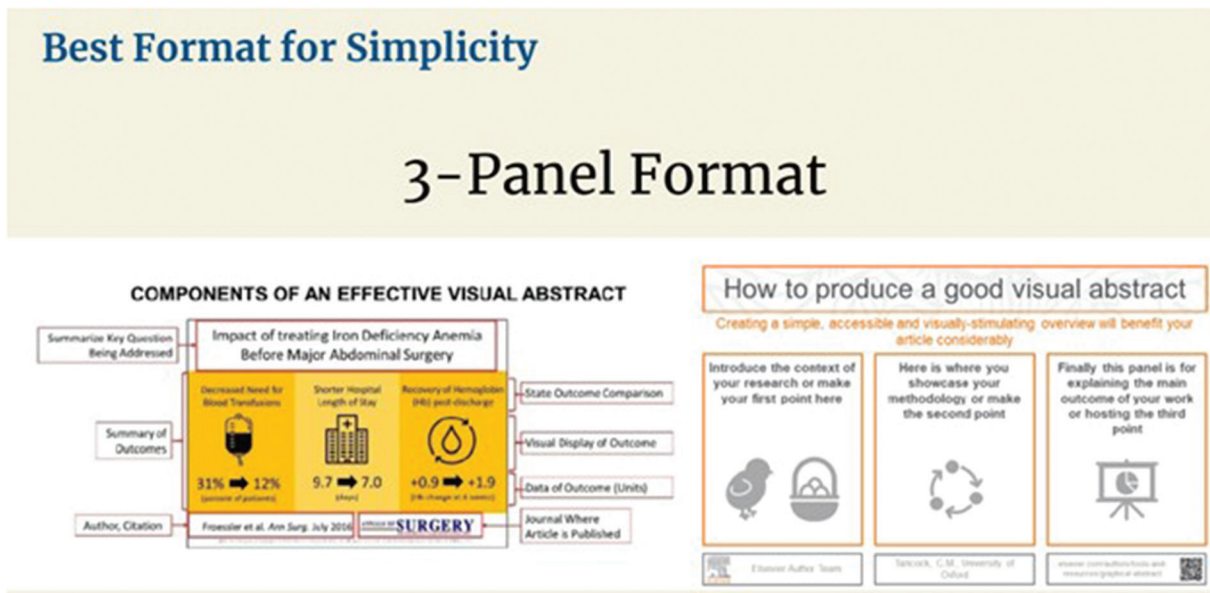 Best Format for Simplicity
3-Panel Format
COMPONENTS OF AN EFFECTIVE VISUAL ABSTRACT
Summarize Key Question
Being Addressed
Impact of treating Iron Deficiency Anemia
Before Major Abdominal Surgery
Decreased Need for
Blood Transfusions
Shorter Hospital
Length of Stay
Recovery of Hemoglobin
(Hb) post-discharge
State Outcome Comparison
Summary of
Outcomes
Visual Display of Outcome
31% 12%
(percent of patients)
9.7 7.0
(days)
+0.9 +1.9
(Hb change at 4 weeks)
Data of Outcome (Units)
Author, Citation
Froessler et al. Ann Surg. July 2016
SURGERY
Journal Where
Article is Published
How to produce a good visual abstract
Creating a simple, accessible and visually-stimulating overview will benefit your
article considerably
Introduce the context of
your research or make
your first point here
Here is where you
showcase your
methodology or make
the second point
Finally this panel is for
explaining the main
outcome of your work
or hosting the third
point
Elsevier Author Team
Tancock, C.M., University of
Oxford